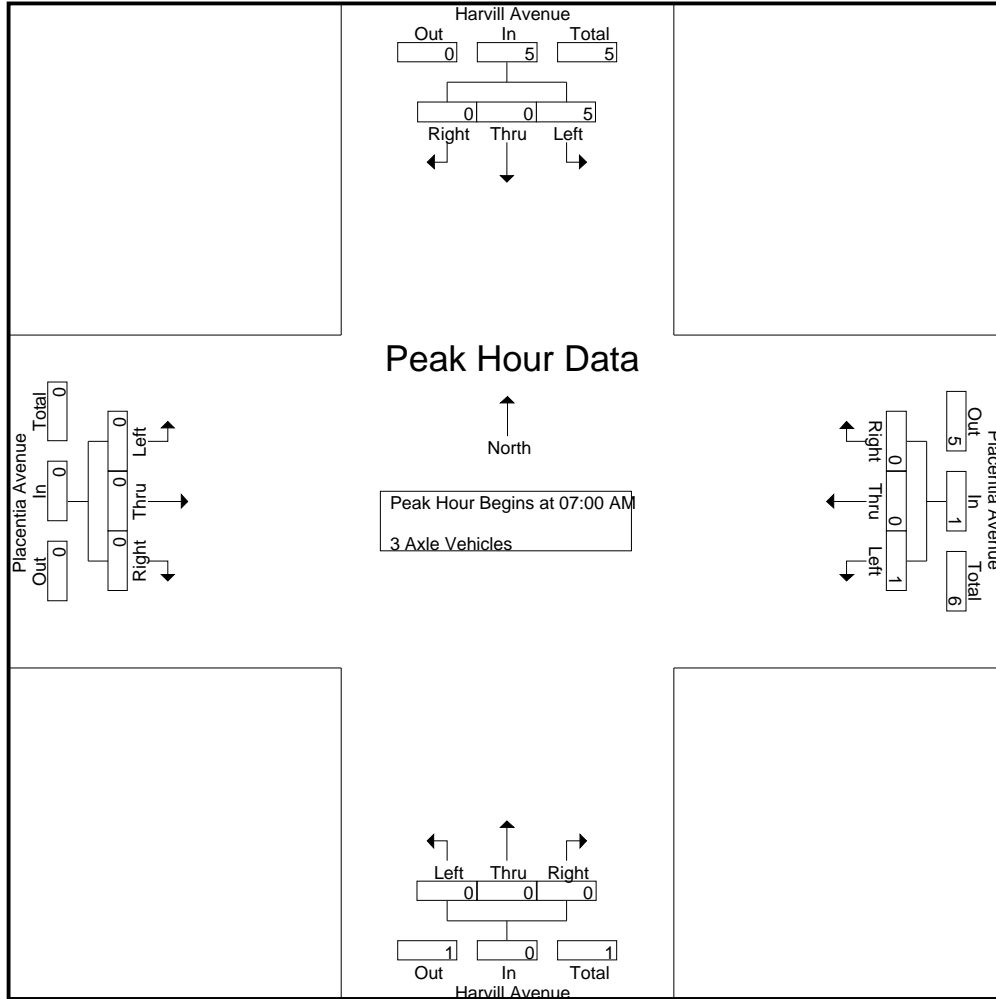 Harvill Avenue
Out In Total
0 5 5
0 0 5
Right Thru Left
Peak Hour Data
North
Peak Hour Begins at 07:00 AM
3 Axle Vehicles
Placentia Avenue
Total In Out
0 0 0
0 0 0
Left Thru Right
Right Thru Left
0 0 1
5 1 6
Out In Total
Placentia Avenue
Left Thru Right
0 0 0
1 0 1
Out In Total
Harvill Avenue